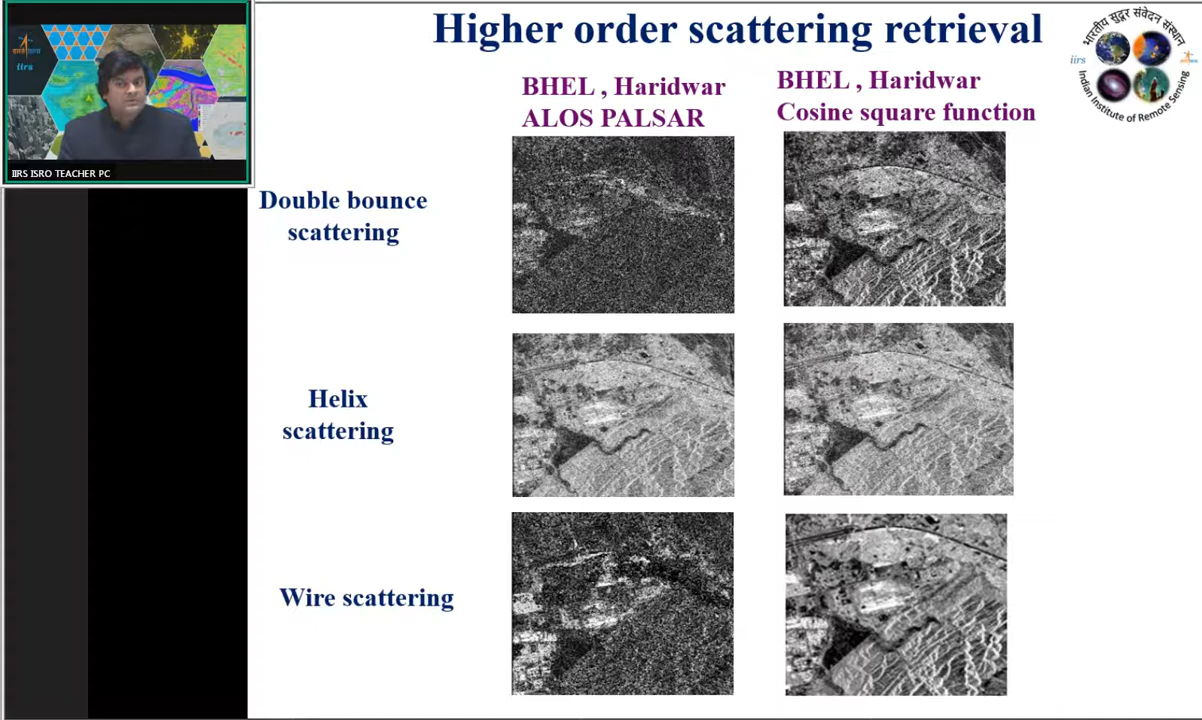 Higher order scattering retrieval
iirs
भारतीय सुदूर संवेदन संस्थान
Indian Institute of Remote Sensing
iirs
IIRS ISRO TEACHER PC
BHEL , Haridwar
ALOS PALSAR
BHEL , Haridwar
Cosine square function
Double bounce
scattering
Helix
scattering
Wire scattering